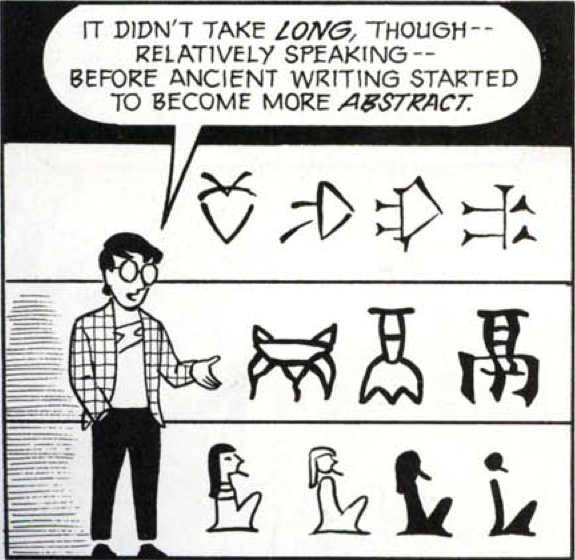 IT DIDN'T TAKE LONG, THOUGH--
RELATIVELY SPEAKING--
BEFORE ANCIENT WRITING STARTED
TO BECOME MORE ABSTRACT.